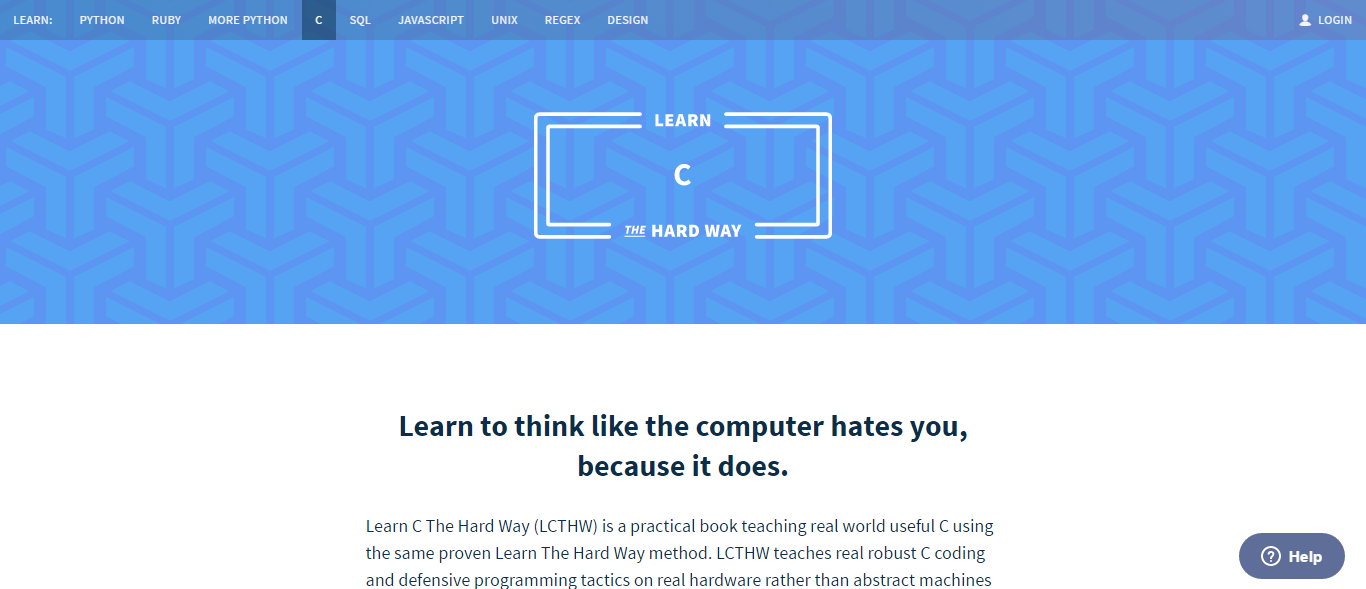 LEARN: PYTHON RUBY MORE PYTHON C SQL JAVASCRIPT UNIX REGEX DESIGN LOGIN
LEARN
C
THE HARD WAY
Learn to think like the computer hates you,
because it does.
Learn C The Hard Way (LCTHW) is a practical book teaching real world useful C using
the same proven Learn The Hard Way method. LCTHW teaches real robust C coding
and defensive programming tactics on real hardware rather than abstract machines
Help